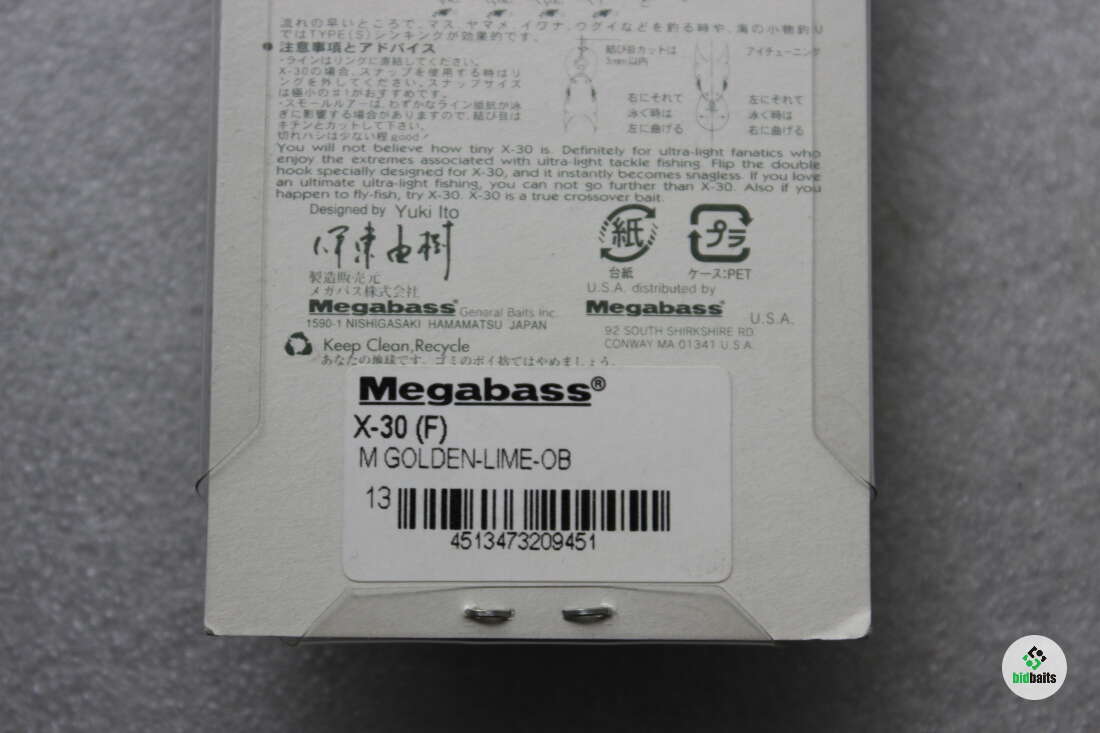 流れの早いところで、マス、ヤマメ、イワナ、ウグイなどを釣る時や、海の小物釣り
ではTYPE(S)シンキングが効果的です。
●注意事項とアドバイス
・ラインはリングに直結してください。
X-30の場合、スナップを使用する時はリ
ングを外してください。スナップサイズ
は極小の#1がおすすめです。
・スモールルアーは、わずかなライン抵抗が泳
ぎに影響する場合がありますので、結び目は
キチンとカットして下さい。
切れハシは少ない程good!
結び目カットは
3mm以内
アイチューニング
右にそれて
泳ぐ時は
左に曲げる
左にそれて
泳ぐ時は
右に曲げる
You will not believe how tiny X-30 is. Definitely for ultra-light fanatics who
enjoy the extremes associated with ultra-light tackle fishing. Flip the double
hook specially designed for X-30, and it instantly becomes snagless. If you love
an ultimate ultra-light fishing, you can not go further than X-30. Also if you
happen to fly-fish, try X-30. X-30 is a true crossover bait.
Designed by Yuki Ito
伊東由樹
製造販売元
メガバス株式会社
Megabass® Genaral Baits Inc.
1590-1 NISHIGASAKI HAMAMATSU JAPAN
紙
台紙
プラ
ケース:PET
U.S.A. distributed by
Megabass® U.S.A.
92 SOUTH SHIRKSHIRE RD
CONWAY MA 01341 U.S.A.
Keep Clean,Recycle
あなたの地球です。ゴミのポイ捨てはやめましょう。
Megabass®
X-30 (F)
M GOLDEN-LIME-OB
13
4513473209451
bidbaits